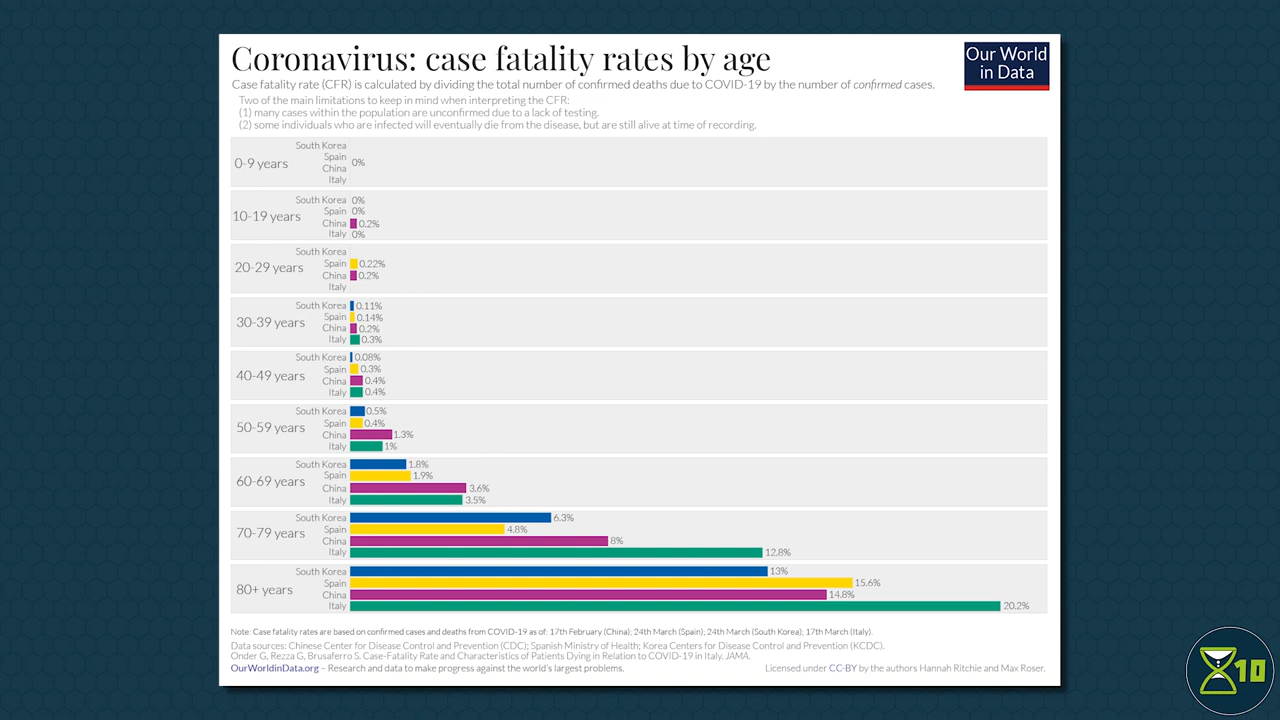 Coronavirus: case fatality rates by age
Our World
in Data
Case fatality rate (CFR) is calculated by dividing the total number of confirmed deaths due to COVID-19 by the number of confirmed cases.
Two of the main limitations to keep in mind when interpreting the CFR:
(1) many cases within the population are unconfirmed due to a lack of testing.
(2) some individuals who are infected will eventually die from the disease, but are still alive at time of recording.
0-9 years
South Korea
Spain
China
Italy
0%
10-19 years
South Korea 0%
Spain 0%
China 0.2%
Italy 0%
20-29 years
South Korea
Spain 0.22%
China 0.2%
Italy
30-39 years
South Korea 0.11%
Spain 0.14%
China 0.2%
Italy 0.3%
40-49 years
South Korea 0.08%
Spain 0.3%
China 0.4%
Italy 0.4%
50-59 years
South Korea 0.5%
Spain 0.4%
China 1.3%
Italy 1%
60-69 years
South Korea 1.8%
Spain 1.9%
China 3.6%
Italy 3.5%
70-79 years
South Korea 6.3%
Spain 4.8%
China 8%
Italy 12.8%
80+ years
South Korea 13%
Spain 15.6%
China 14.8%
Italy 20.2%
Note: Case fatality rates are based on confirmed cases and deaths from COVID-19 as of: 17th February (China); 24th March (Spain); 24th March (South Korea); 17th March (Italy).
Data sources: Chinese Center for Disease Control and Prevention (CDC); Spanish Ministry of Health; Korea Centers for Disease Control and Prevention (KCDC).
Onder G, Rezza G, Brusaferro S. Case-Fatality Rate and Characteristics of Patients Dying in Relation to COVID-19 in Italy. JAMA.
OurWorldinData.org – Research and data to make progress against the world's largest problems.
Licensed under CC-BY by the authors Hannah Ritchie and Max Roser.
10